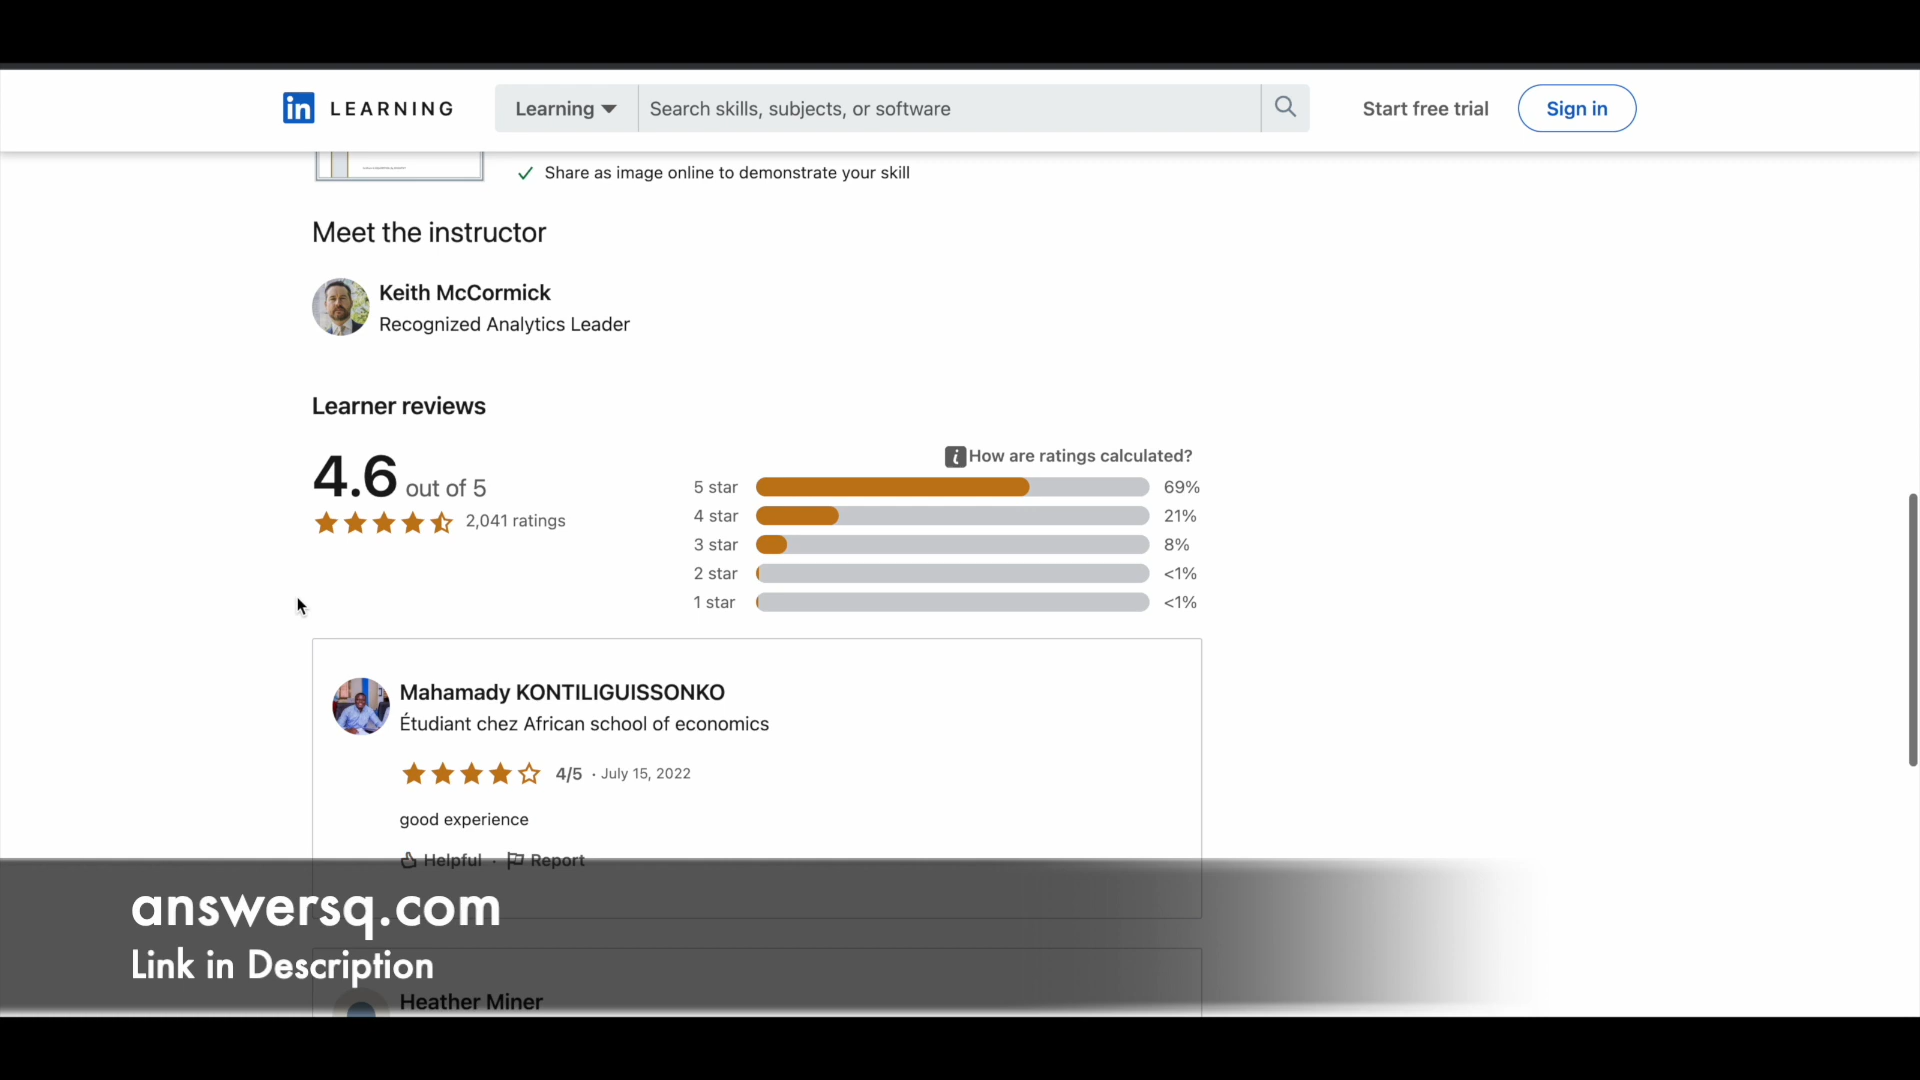 in LEARNING
Learning
Search skills, subjects, or software
Start free trial
Sign in
Share as image online to demonstrate your skill
Meet the instructor
Keith McCormick
Recognized Analytics Leader
Learner reviews
4.6 out of 5
2,041 ratings
i How are ratings calculated?
5 star 69%
4 star 21%
3 star 8%
2 star <1%
1 star <1%
Mahamady KONTILIGUISSONKO
Étudiant chez African school of economics
4/5 · July 15, 2022
good experience
Helpful · Report
answersq.com
Link in Description
Heather Miner